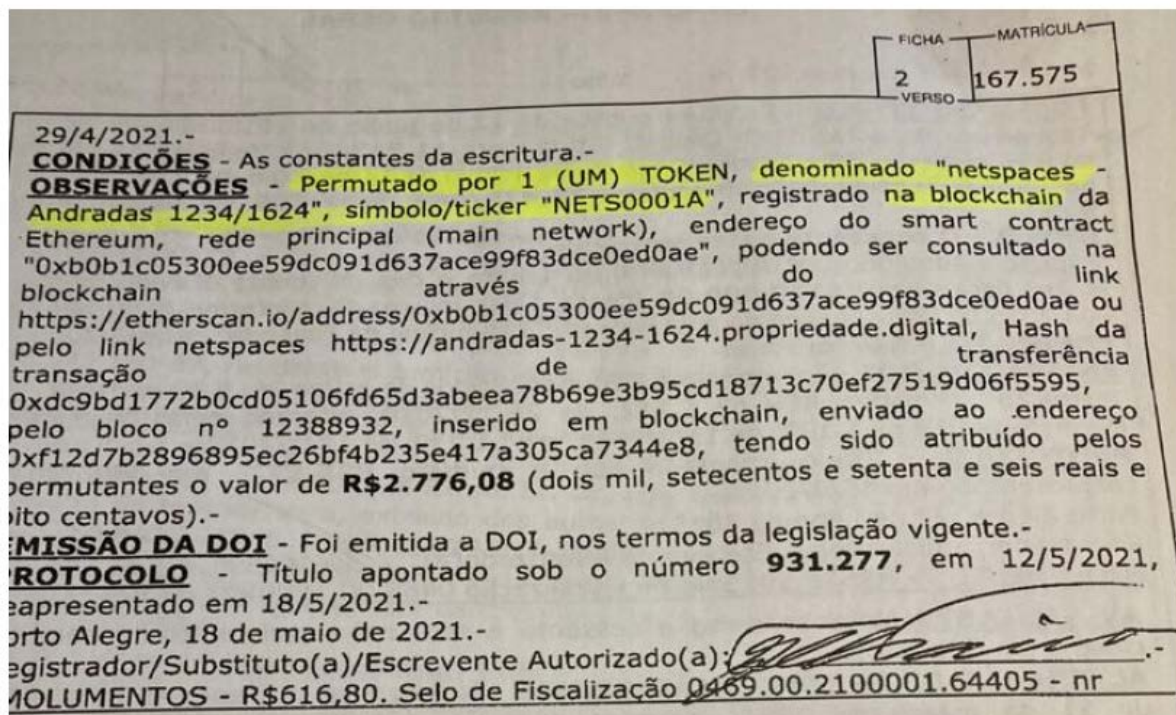 FICHA MATRÍCULA
2 167.575
VERSO
29/4/2021.-
CONDIÇÕES - As constantes da escritura.-
OBSERVAÇÕES - Permutado por 1 (UM) TOKEN, denominado "netspaces -
Andradas 1234/1624", símbolo/ticker "NETS0001A", registrado na blockchain da
Ethereum, rede principal (main network), endereço do smart contract
"0xb0b1c05300ee59dc091d637ace99f83dce0ed0ae", podendo ser consultado na
blockchain através do link
https://etherscan.io/address/0xb0b1c05300ee59dc091d637ace99f83dce0ed0ae ou
pelo link netspaces https://andradas-1234-1624.propriedade.digital, Hash da
transação de transferência
0xdc9bd1772b0cd05106fd65d3abeea78b69e3b95cd18713c70ef27519d06f5595,
pelo bloco nº 12388932, inserido em blockchain, enviado ao endereço
0xf12d7b2896895ec26bf4b235e417a305ca7344e8, tendo sido atribuído pelos
permutantes o valor de R$2.776,08 (dois mil, setecentos e setenta e seis reais e
oito centavos).-
EMISSÃO DA DOI - Foi emitida a DOI, nos termos da legislação vigente.-
PROTOCOLO - Título apontado sob o número 931.277, em 12/5/2021,
eapresentado em 18/5/2021.-
orto Alegre, 18 de maio de 2021.-
egistrador/Substituto(a)/Escrevente Autorizado(a): .-
MOLUMENTOS - R$616,80. Selo de Fiscalização 0469.00.2100001.64405 - nr